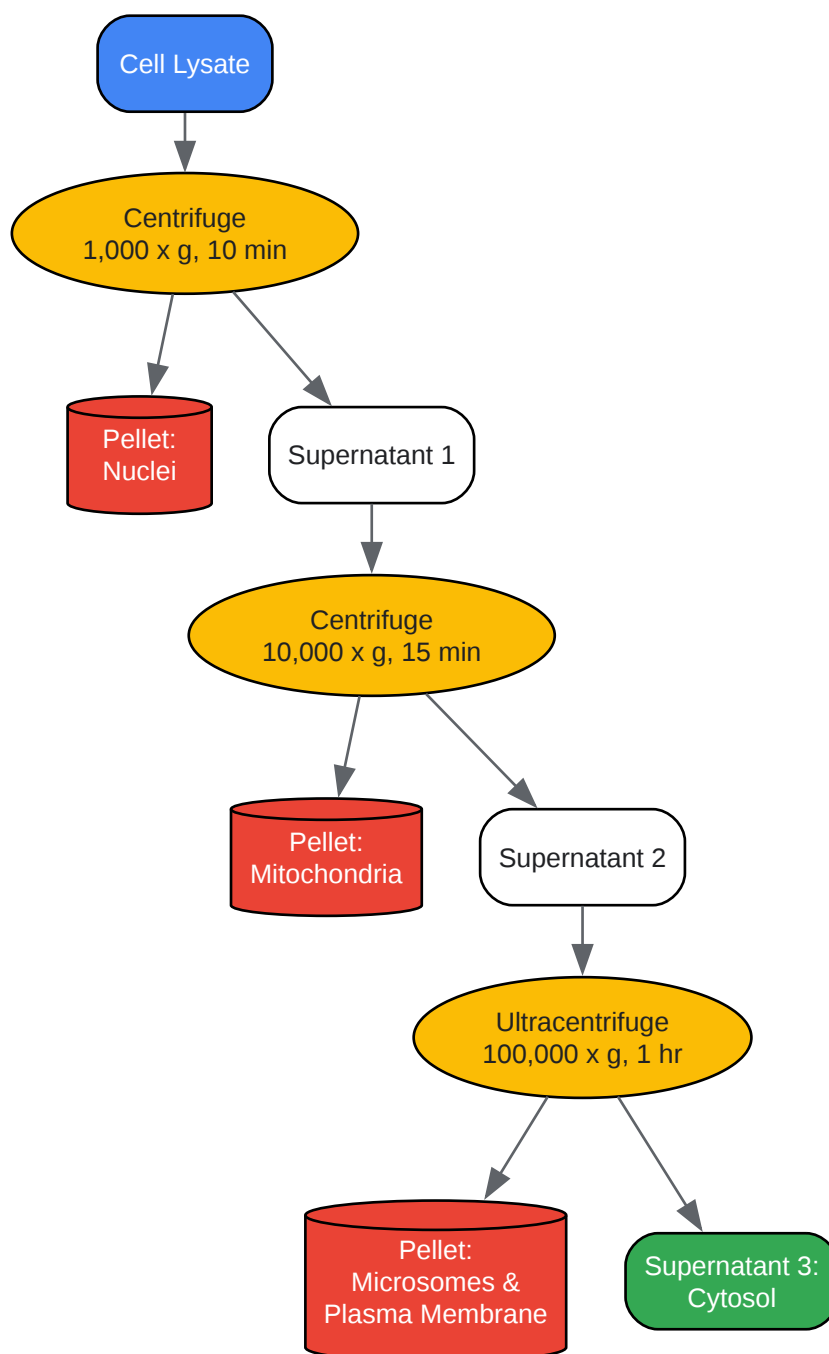 Cell Lysate
Centrifuge
1,000 x g, 10 min
Pellet:
Nuclei
Supernatant 1
Centrifuge
10,000 x g, 15 min
Pellet:
Mitochondria
Supernatant 2
Ultracentrifuge
100,000 x g, 1 hr
Pellet:
Microsomes &
Plasma Membrane
Supernatant 3:
Cytosol